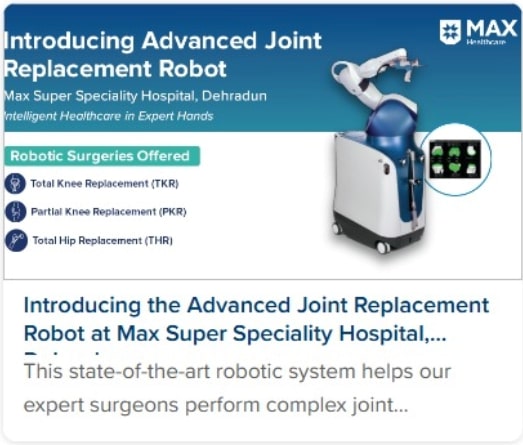 MAX
Healthcare
Introducing Advanced Joint
Replacement Robot
Max Super Speciality Hospital, Dehradun
Intelligent Healthcare in Expert Hands
Robotic Surgeries Offered
Total Knee Replacement (TKR)
Partial Knee Replacement (PKR)
Total Hip Replacement (THR)
Introducing the Advanced Joint Replacement
Robot at Max Super Speciality Hospital,...
This state-of-the-art robotic system helps our
expert surgeons perform complex joint...